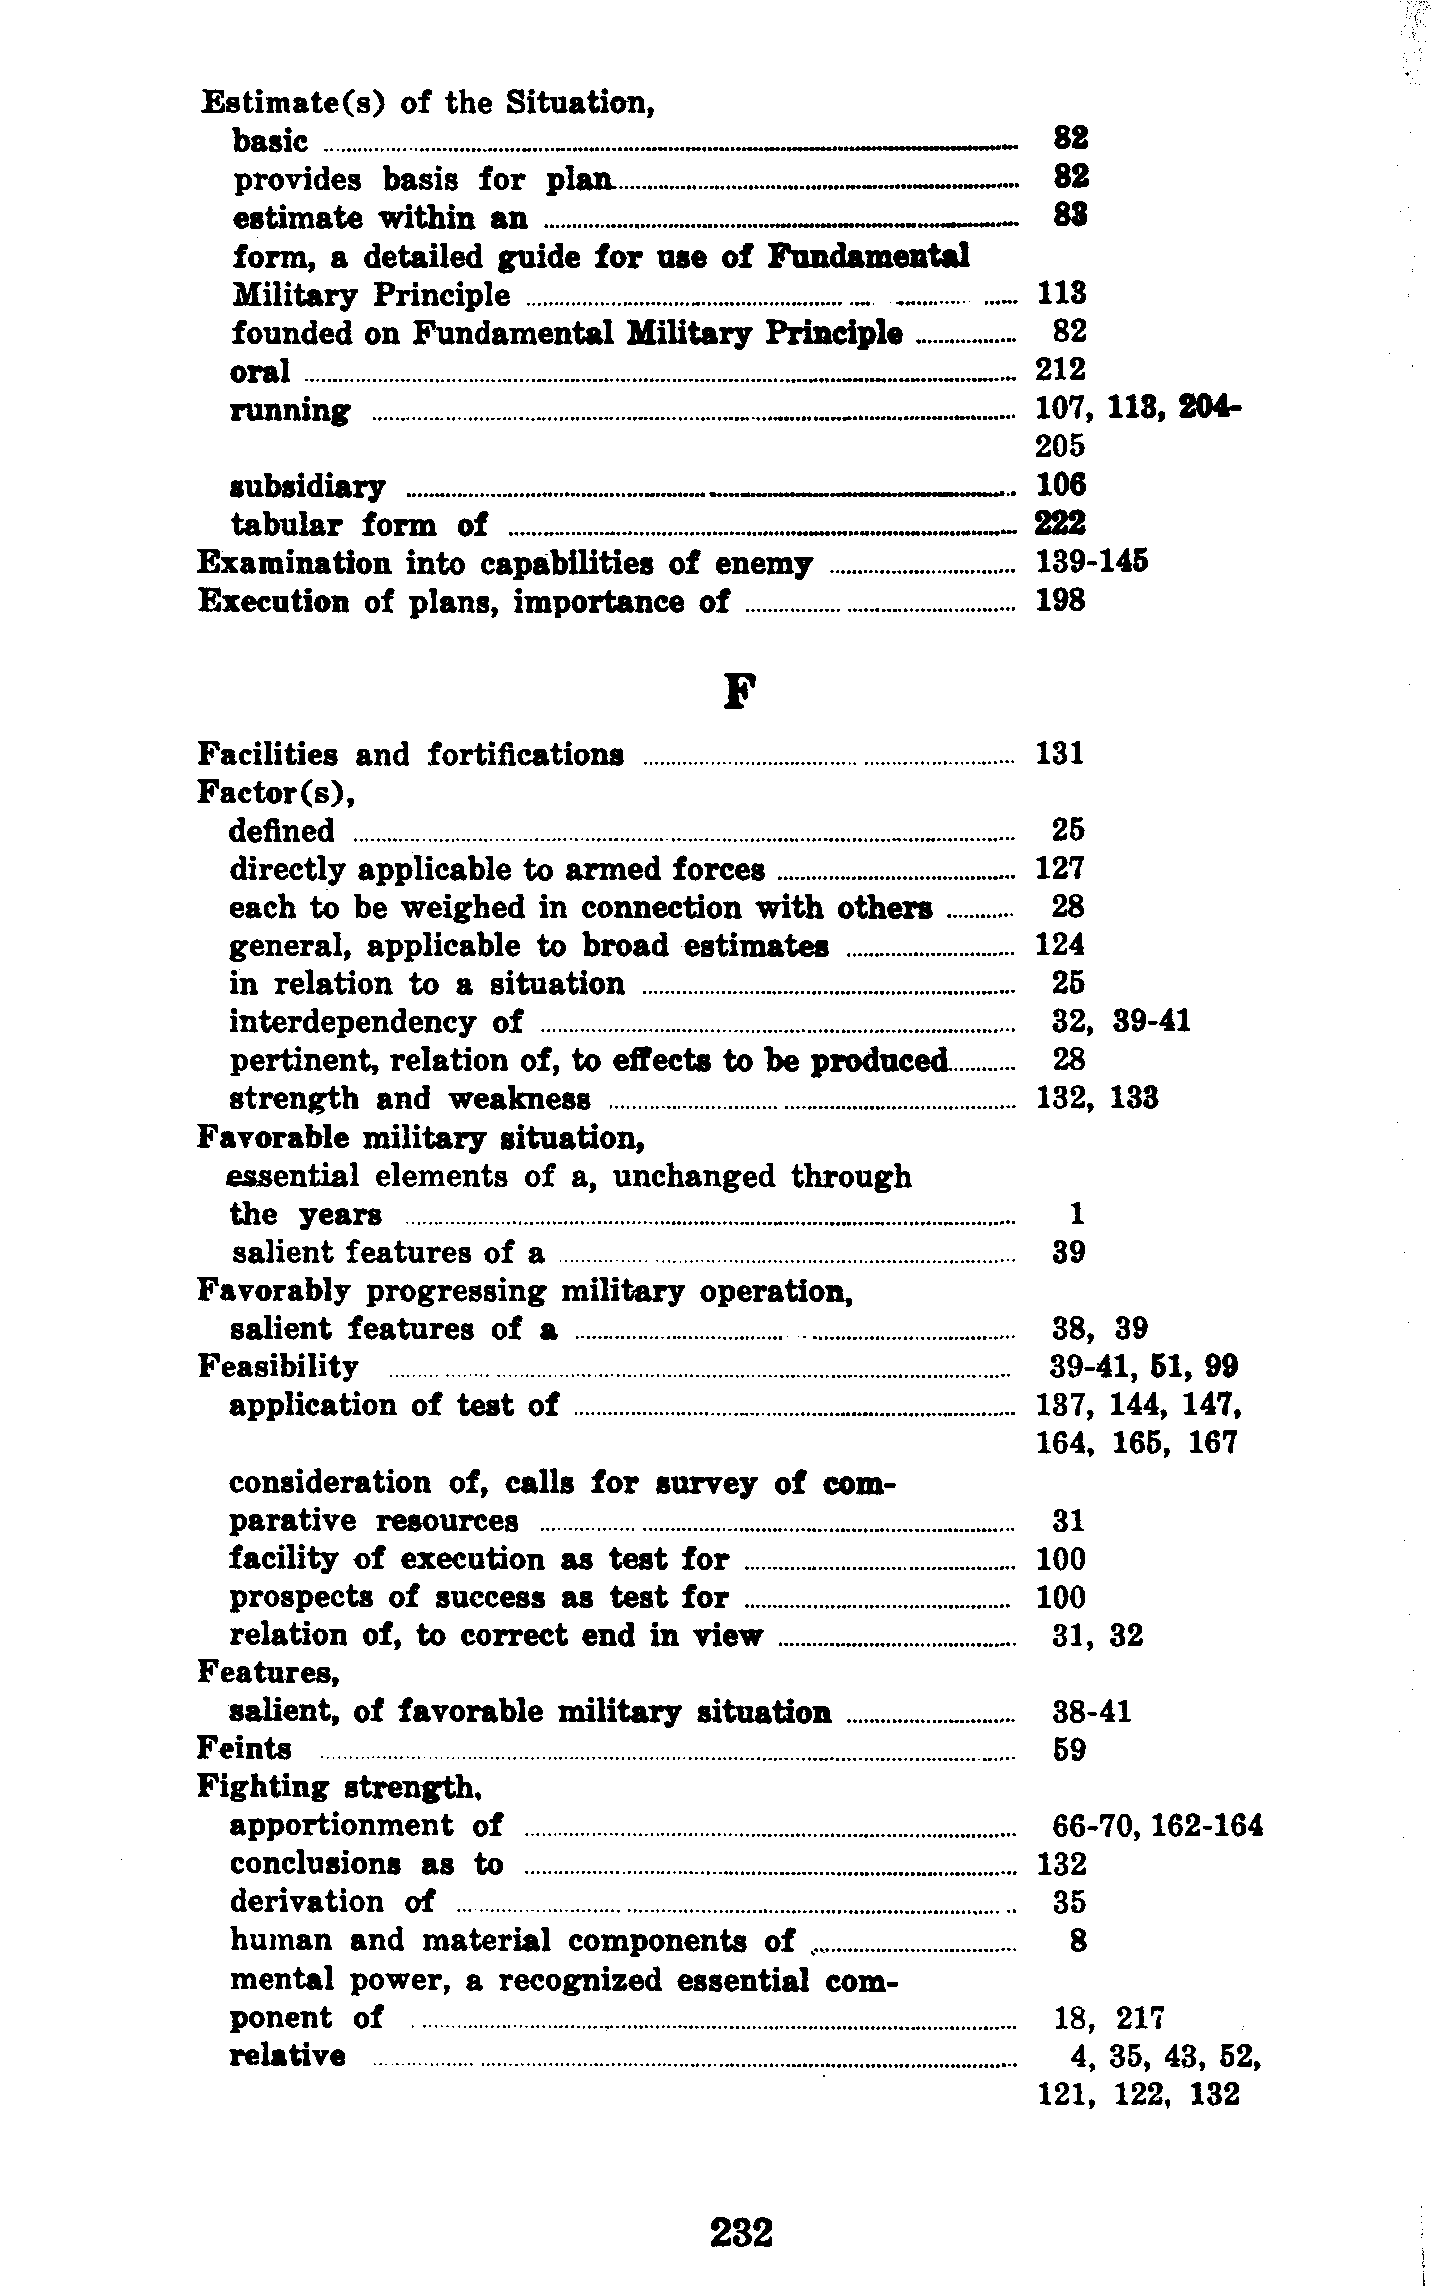 Estimate(s) of the Situation,
basic ........ 82
provides basis for plan ........ 82
estimate within an ........ 83
form, a detailed guide for use of Fundamental
Military Principle ........ 113
founded on Fundamental Military Principle ........ 82
oral ........ 212
running ........ 107, 113, 204-
205
subsidiary ........ 106
tabular form of ........ 222
Examination into capabilities of enemy ........ 139-145
Execution of plans, importance of ........ 198
F
Facilities and fortifications ........ 131
Factor(s),
defined ........ 25
directly applicable to armed forces ........ 127
each to be weighed in connection with others ........ 28
general, applicable to broad estimates ........ 124
in relation to a situation ........ 25
interdependency of ........ 32, 39-41
pertinent, relation of, to effects to be produced ........ 28
strength and weakness ........ 132, 133
Favorable military situation,
essential elements of a, unchanged through
the years ........ 1
salient features of a ........ 39
Favorably progressing military operation,
salient features of a ........ 38, 39
Feasibility ........ 39-41, 51, 99
application of test of ........ 137, 144, 147,
164, 165, 167
consideration of, calls for survey of com-
parative resources ........ 31
facility of execution as test for ........ 100
prospects of success as test for ........ 100
relation of, to correct end in view ........ 31, 32
Features,
salient, of favorable military situation ........ 38-41
Feints ........ 59
Fighting strength,
apportionment of ........ 66-70, 162-164
conclusions as to ........ 132
derivation of ........ 35
human and material components of ........ 8
mental power, a recognized essential com-
ponent of ........ 18, 217
relative ........ 4, 35, 43, 52,
121, 122, 132
232